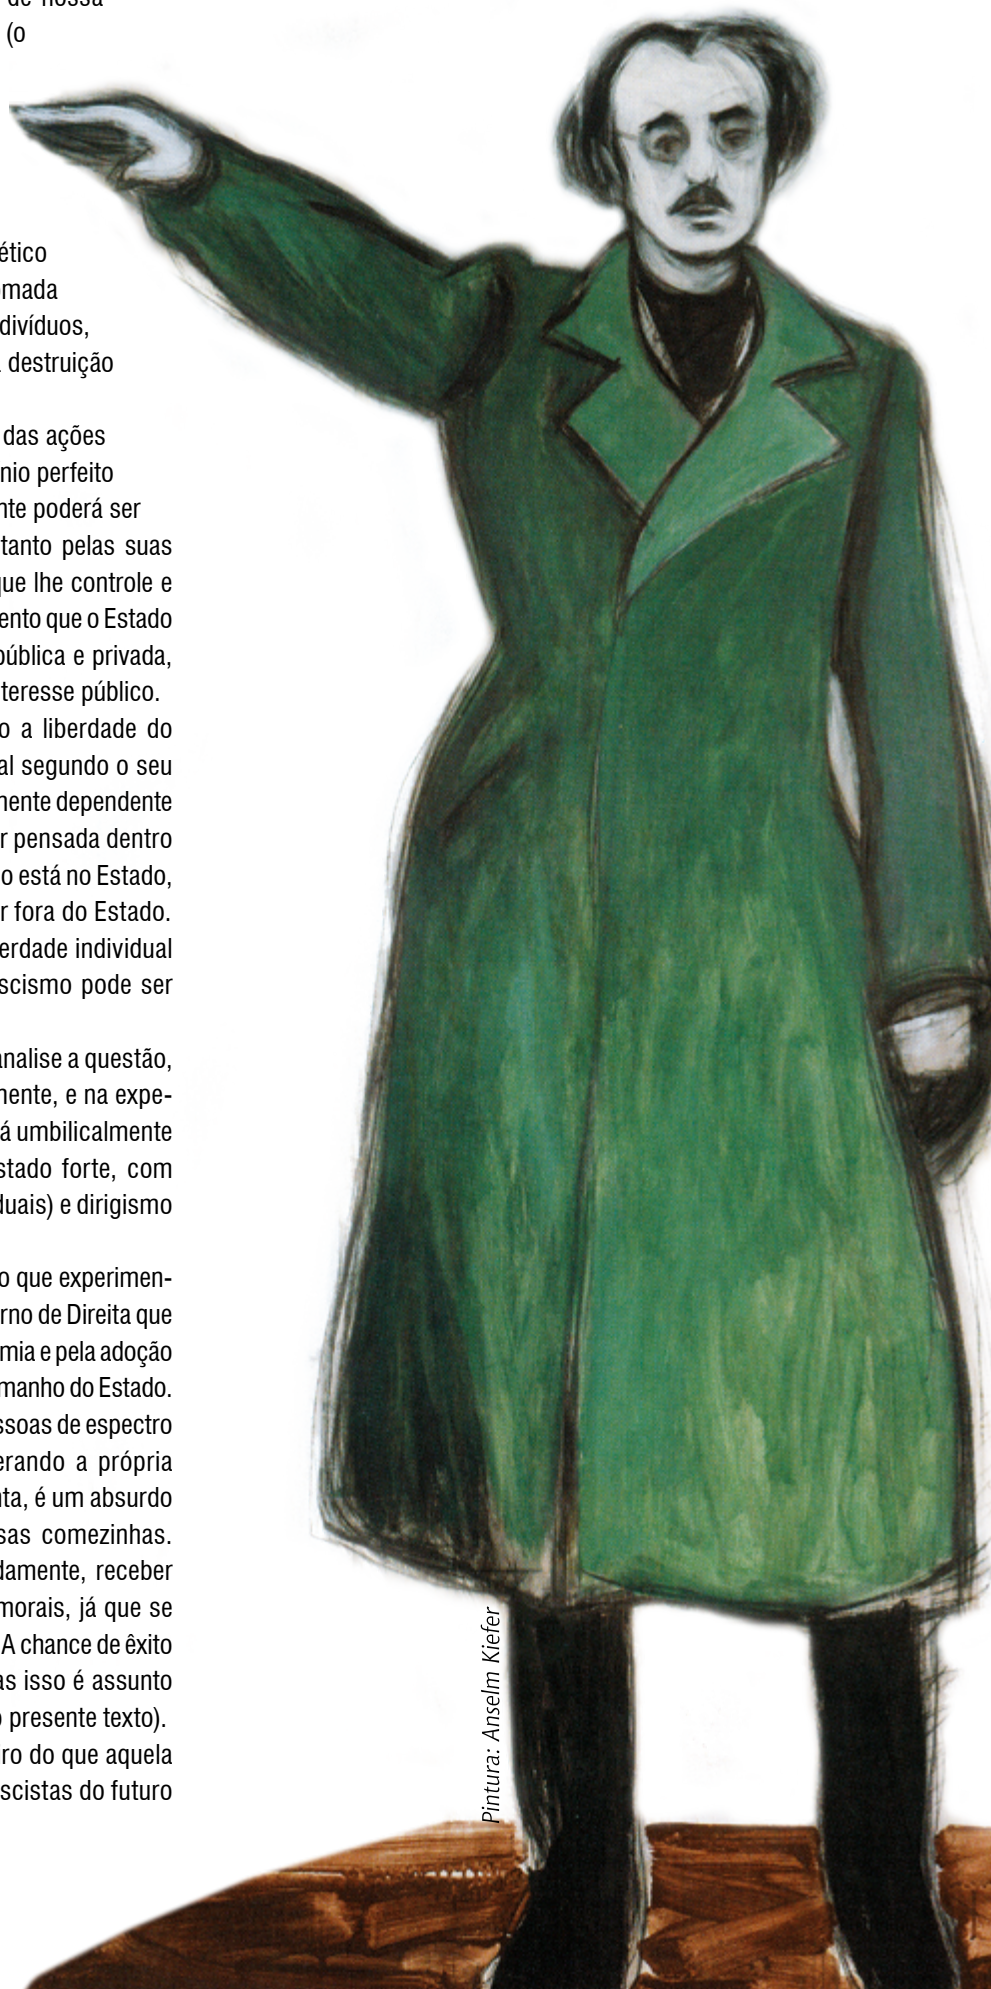 de nossa
(o
ético
omada
divíduos,
destruição
das ações
nio perfeito
nte poderá ser
tanto pelas suas
que lhe controle e
ento que o Estado
pública e privada,
teresse público.
o a liberdade do
al segundo o seu
mente dependente
r pensada dentro
o está no Estado,
r fora do Estado.
erdade individual
scismo pode ser
analise a questão,
mente, e na expe-
á umbilicalmente
stado forte, com
duais) e dirigismo
o que experimen-
rno de Direita que
mia e pela adoção
manho do Estado.
ssoas de espectro
erando a própria
nta, é um absurdo
sas comezinhas.
damente, receber
morais, já que se
A chance de êxito
as isso é assunto
o presente texto).
iro do que aquela
scistas do futuro
Pintura: Anselm Kiefer